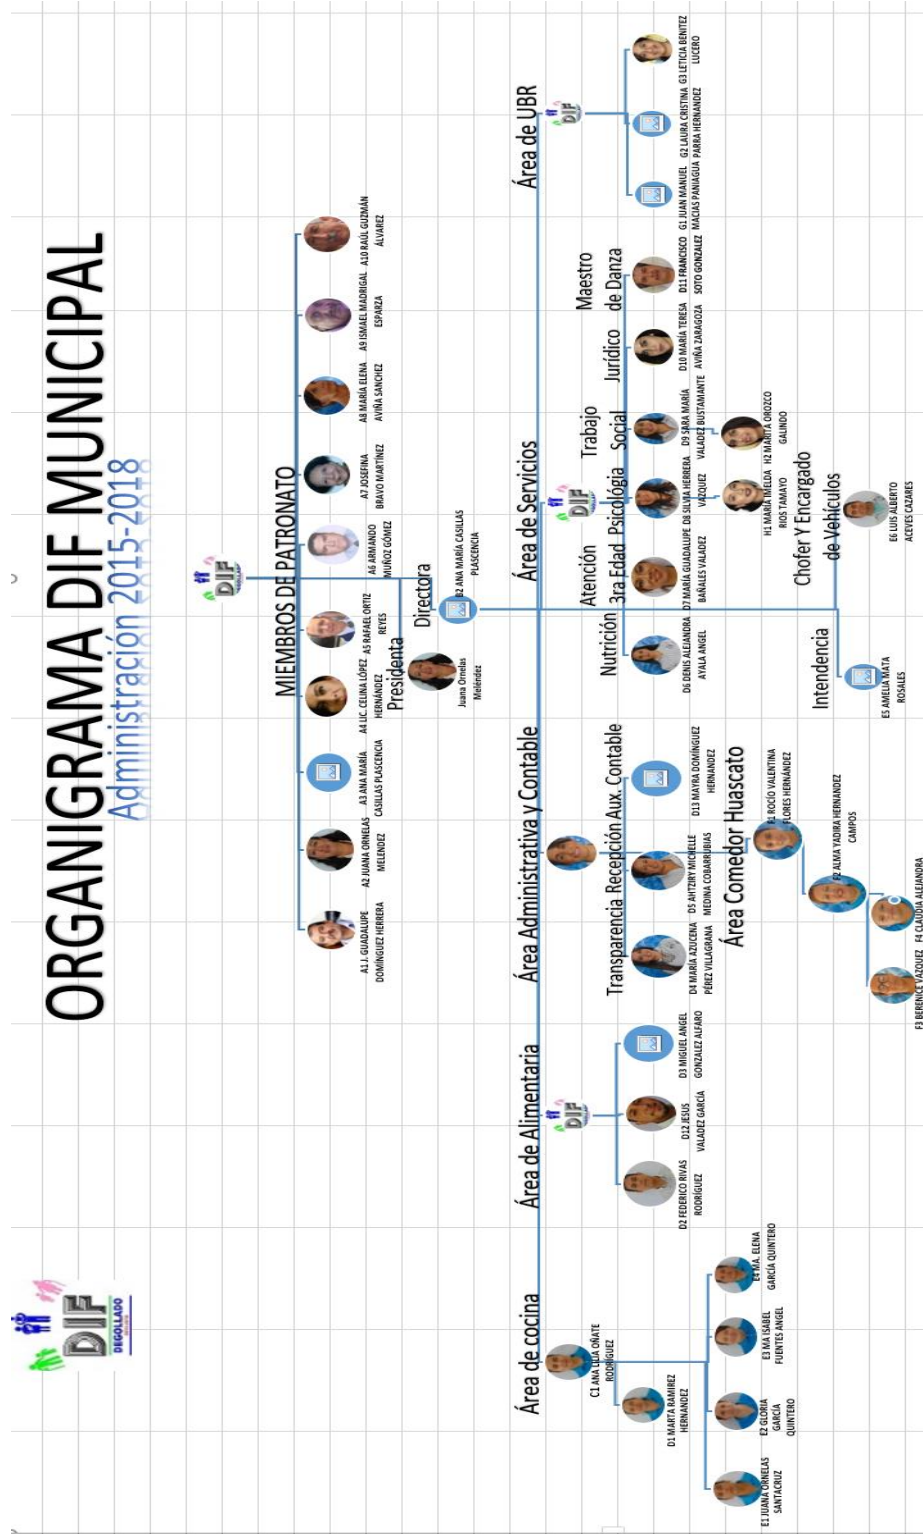 DIF
DEGOLLADO
ORGANIGRAMA DIF MUNICIPAL
Administración 2015-2018
DIF
MIEMBROS DE PATRONATO
A1 J. GUADALUPE
DOMÍNGUEZ HERRERA
A2 JUANA ORNELAS
MELENDEZ
A3 ANA MARÍA
CASILLAS PLASCENCIA
A4 LIC. CELINA LÓPEZ
HERNÁNDEZ
A5 RAFAEL ORTIZ
REYES
A6 ARMANDO
MUÑOZ GÓMEZ
A7 JOSEFINA
BRAVO MARTÍNEZ
A8 MARÍA ELENA
AVIÑA SANCHEZ
A9 ISMAEL MADRIGAL
ESPARZA
A10 RAÚL GUZMÁN
ÁLVAREZ
Presidenta
Juana Ornelas
Meléndez
Directora
B2 ANA MARÍA CASILLAS
PLASCENCIA
Área de cocina
C1 ANA LILIA OÑATE
RODRÍGUEZ
D1 MARTA RAMIREZ
HERNANDEZ
E1 JUANA ORNELAS
SANTACRUZ
E2 GLORIA
GARCÍA
QUINTERO
E3 MA ISABEL
FUENTES ANGEL
E4 MA. ELENA
GARCÍA QUINTERO
Área de Alimentaria
DIF
D2 FEDERICO RIVAS
RODRÍGUEZ
D12 JESUS
VALADEZ GARCÍA
D3 MIGUEL ANGEL
GONZALEZ ALFARO
Área Administrativa y Contable
Transparencia
D4 MARÍA AZUCENA
PÉREZ VILLAGRANA
Recepción
D5 AHTZIRY MICHELLE
MEDINA COBARRUBIAS
Aux. Contable
D13 MAYRA DOMÍNGUEZ
HERNANDEZ
Área Comedor Huascato
F1 ROCÍO VALENTINA
FLORES HERNÁNDEZ
F2 ALMA YADIRA HERNANDEZ
CAMPOS
F3 BERENICE VAZQUEZ
F4 CLAUDIA ALEJANDRA
Área de Servicios
DIF
Nutrición
D6 DENIS ALEJANDRA
AYALA ANGEL
Atención
3ra Edad
D7 MARÍA GUADALUPE
BAÑALES VALADEZ
Psicológia
D8 SILVIA HERRERA
VAZQUEZ
Trabajo
Social
D9 SARA MARÍA
VALADEZ BUSTAMANTE
Jurídico
D10 MARÍA TERESA
AVIÑA ZARAGOZA
Maestro
de Danza
D11 FRANCISCO
SOTO GONZALEZ
H1 MARÍA IMELDA
RIOS TAMAYO
H2 MARITA OROZCO
GALINDO
Intendencia
E5 AMELIA MATA
ROSALES
Chofer Y Encargado
de Vehículos
E6 LUIS ALBERTO
ACEVES CAZARES
Área de UBR
DIF
G1 JUAN MANUEL
MACIAS PANIAGUA
G2 LAURA CRISTINA
PARRA HERNANDEZ
G3 LETICIA BENITEZ
LUCERO